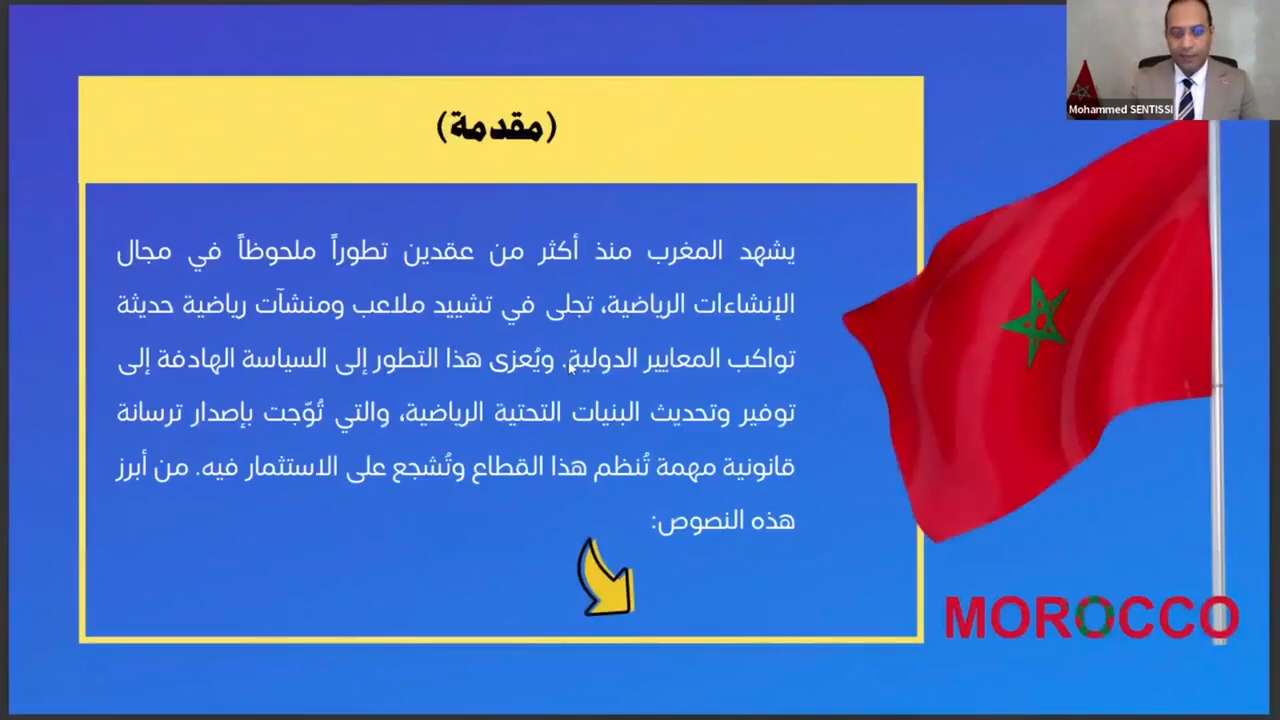 Mohammed SENTISSI
(مقدمة)
يشهد المغرب منذ أكثر من عقدين تطوراً ملحوظاً في مجال
الإنشاءات الرياضية، تجلى في تشييد ملاعب ومنشآت رياضية حديثة
تواكب المعايير الدولية. ويُعزى هذا التطور إلى السياسة الهادفة إلى
توفير وتحديث البنيات التحتية الرياضية، والتي تُوّجت بإصدار ترسانة
قانونية مهمة تُنظم هذا القطاع وتُشجع على الاستثمار فيه. من أبرز
هذه النصوص:
MOROCCO